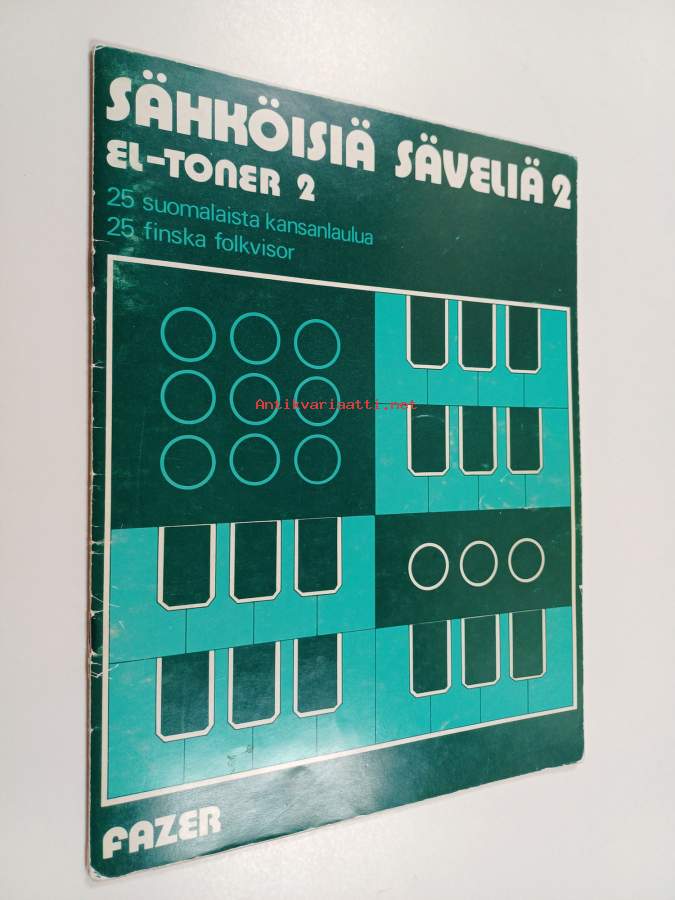 SÄHKÖISIÄ SÄVELIÄ 2
EL-TONER 2
25 suomalaista kansanlaulua
25 finska folkvisor
Antikvariaatti.net
FAZER